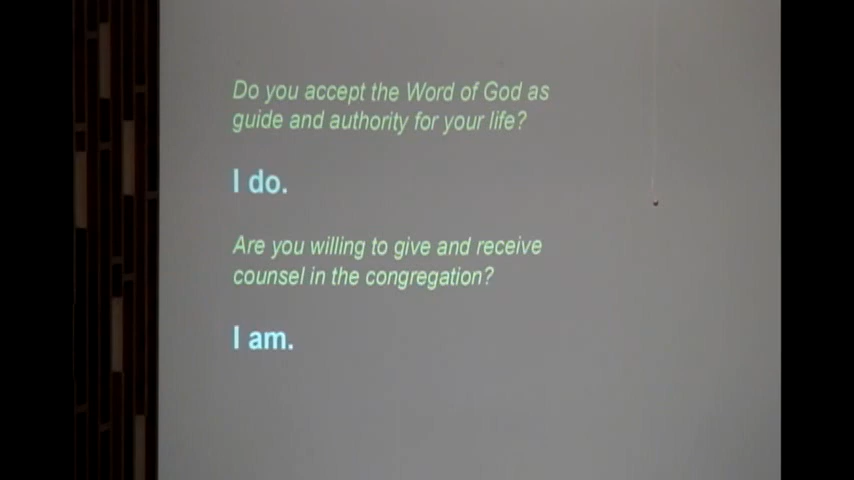 Do you accept the Word of God as
guide and authority for your life?
I do.
Are you willing to give and receive
counsel in the congregation?
I am.